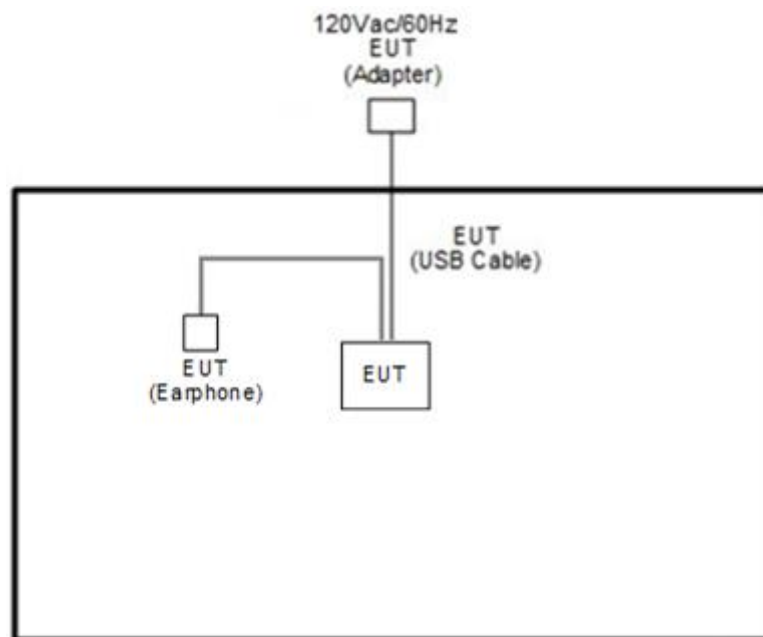 120Vac/60Hz
EUT
(Adapter)
EUT
(USB Cable)
EUT
(Earphone)
EUT